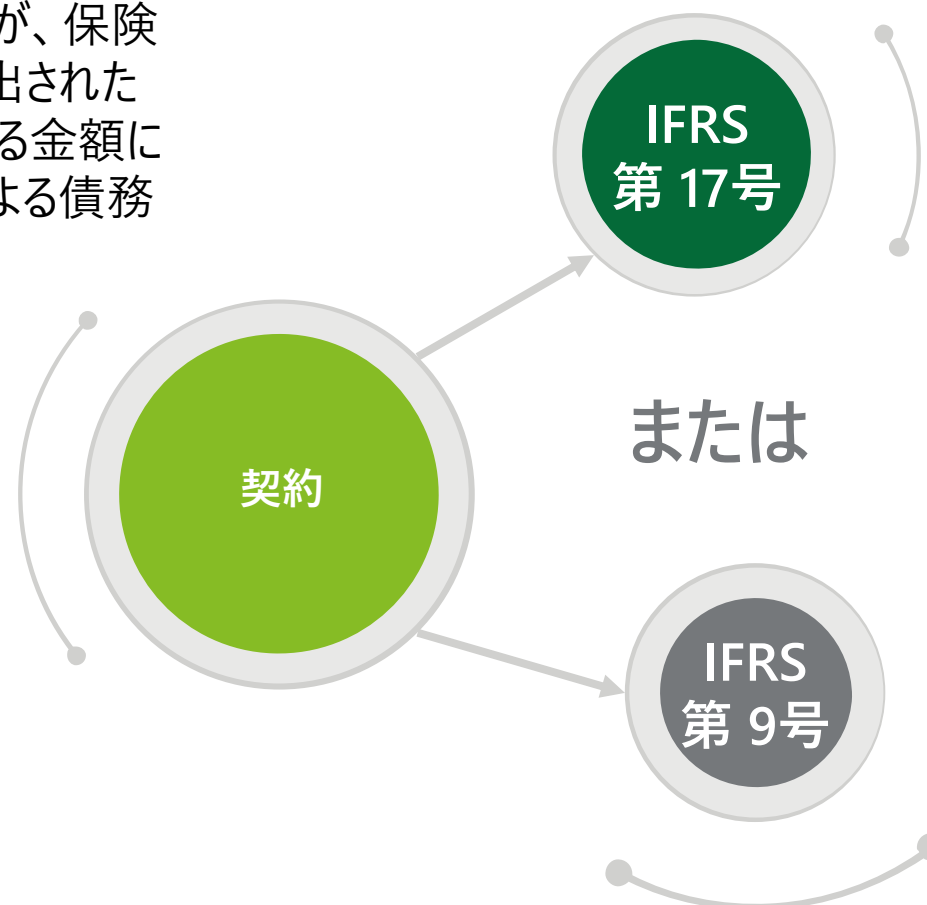 が、保険
出された
る金額に
よる債務
IFRS
第 17号
契約
または
IFRS
第 9号